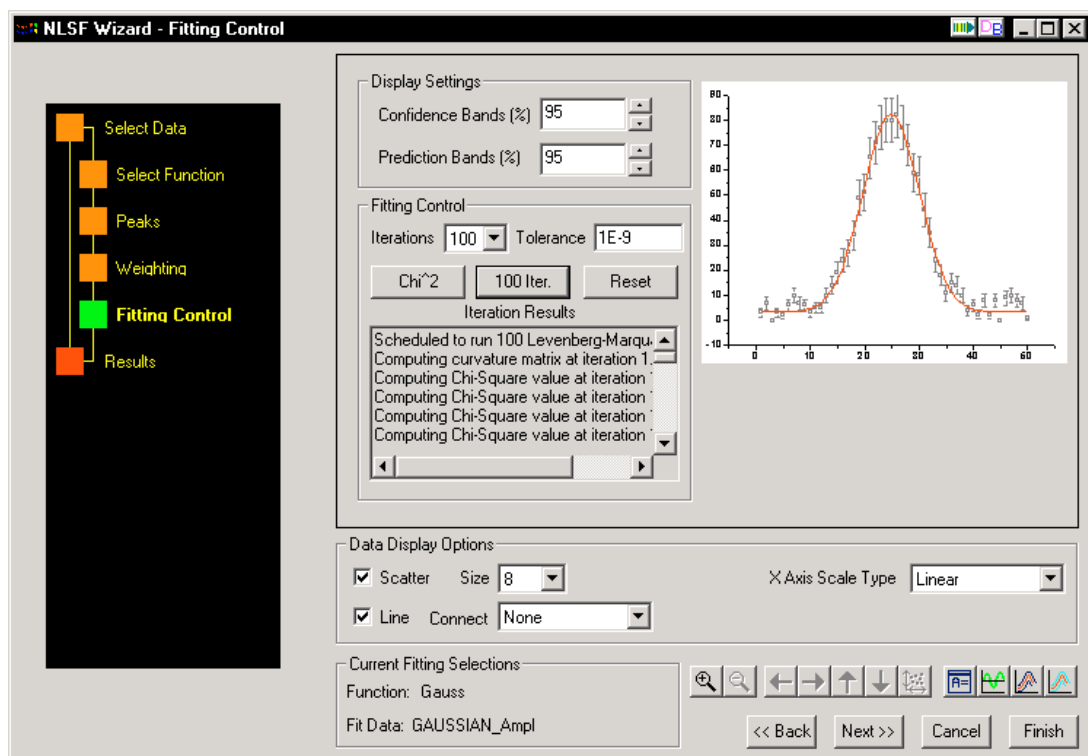 NLSF Wizard - Fitting Control
DB
Select Data
Select Function
Peaks
Weighting
Fitting Control
Results
Display Settings
Confidence Bands (%) 95
Prediction Bands (%) 95
Fitting Control
Iterations 100 Tolerance 1E-9
Chi^2 100 Iter. Reset
Iteration Results
Scheduled to run 100 Levenberg-Marqua
Computing curvature matrix at iteration 1.
Computing Chi-Square value at iteration
Computing Chi-Square value at iteration
Computing Chi-Square value at iteration
Computing Chi-Square value at iteration
90
80
70
60
50
40
30
20
10
0
-10
0 10 20 30 40 50 60
Data Display Options
Scatter Size 8 X Axis Scale Type Linear
Line Connect None
Current Fitting Selections
Function: Gauss
Fit Data: GAUSSIAN_Ampl
A=
<< Back Next >> Cancel Finish